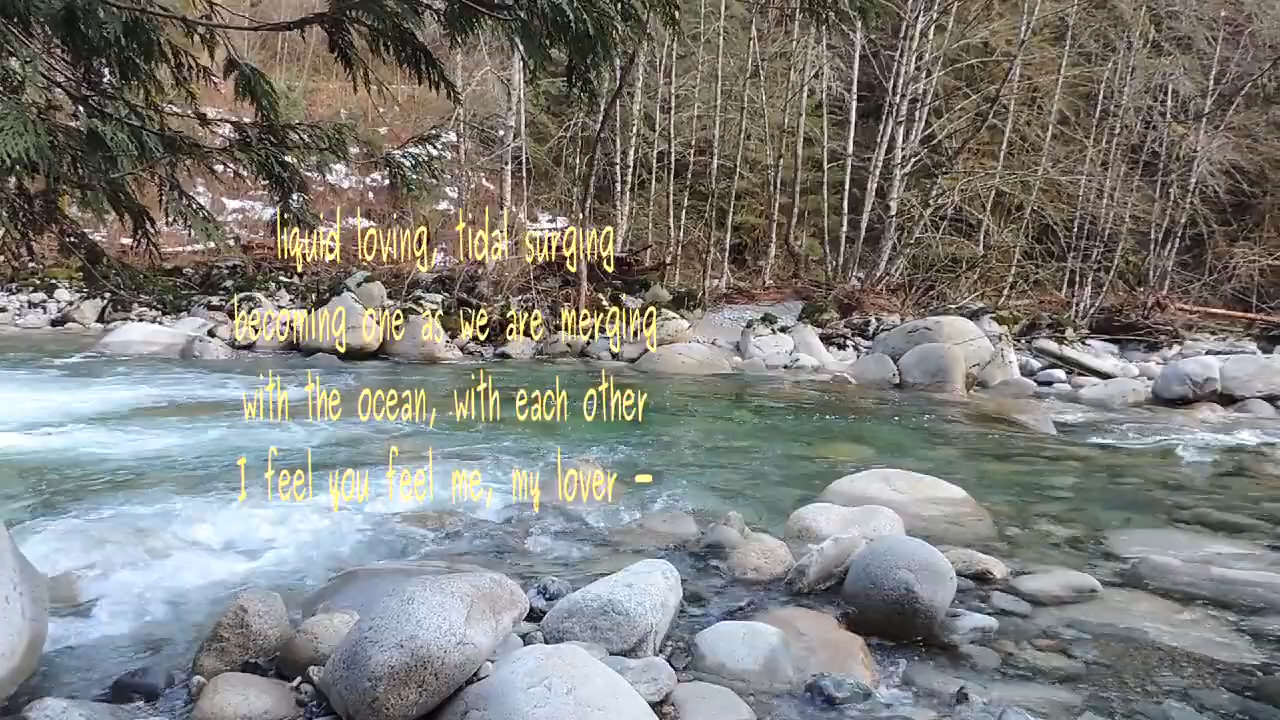 liquid loving, tidal surging
becoming one as we are merging
with the ocean, with each other
I feel you feel me, my lover -